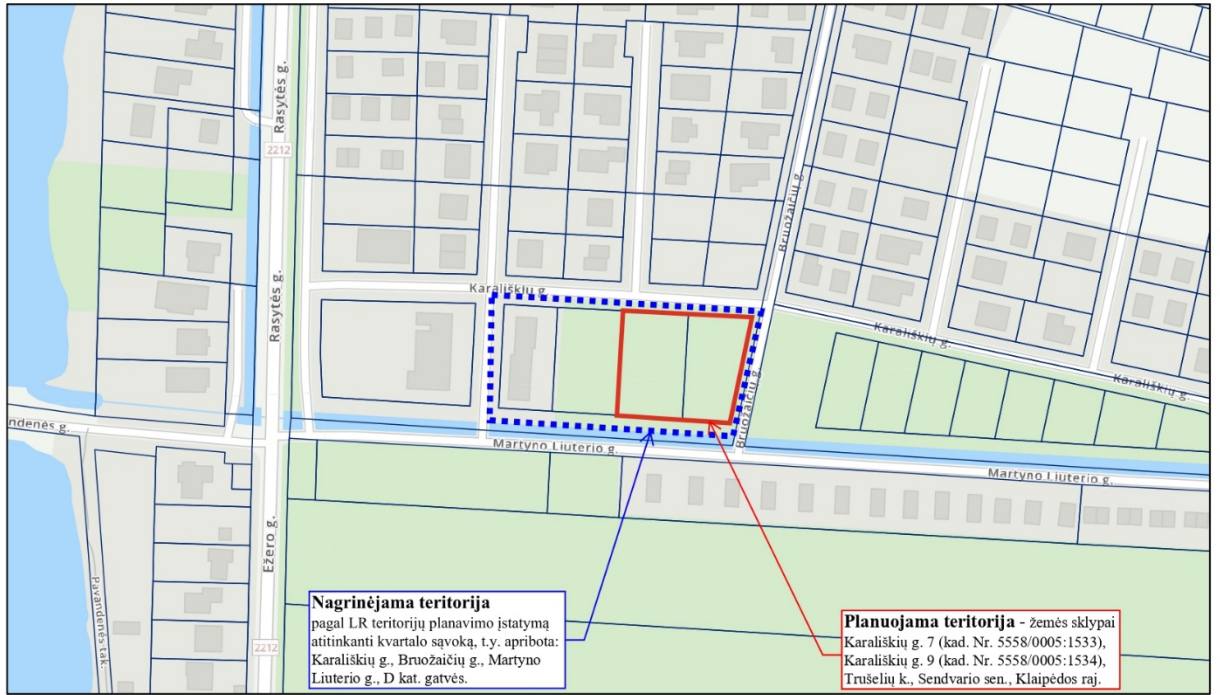 Rasytės g.
2212
Rasytės g.
Karališkių g.
Bruožaičių g.
Bruožaičių g.
Karališkių g.
Karališkių g.
ndenės g.
Martyno Liuterio g.
Martyno Liuterio g.
Ežero g.
Pavandenės tak.
2212
Nagrinėjama teritorija
pagal LR teritorijų planavimo įstatymą
atitinkanti kvartalo sąvoką, t.y. apribota:
Karališkių g., Bruožaičių g., Martyno
Liuterio g., D kat. gatvės.
Planuojama teritorija - žemės sklypai
Karališkių g. 7 (kad. Nr. 5558/0005:1533),
Karališkių g. 9 (kad. Nr. 5558/0005:1534),
Trušelių k., Sendvario sen., Klaipėdos raj.